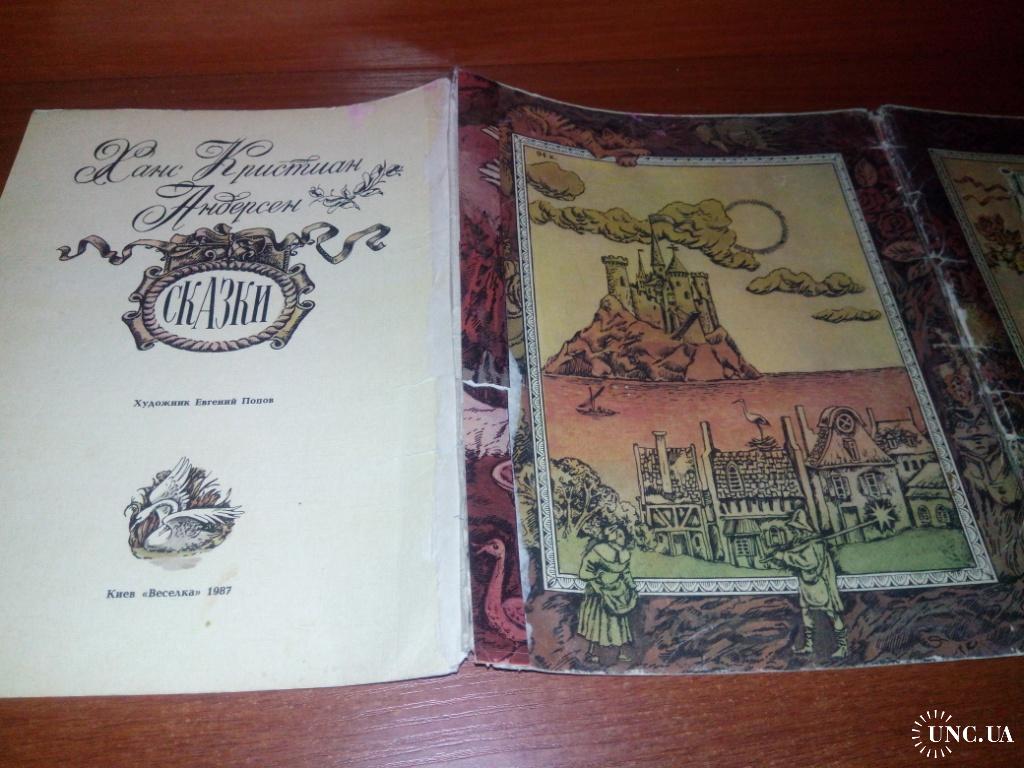 Ханс Кристиан
Андерсен
СКАЗКИ
Художник Евгений Попов
Киев «Веселка» 1987
UNC.UA